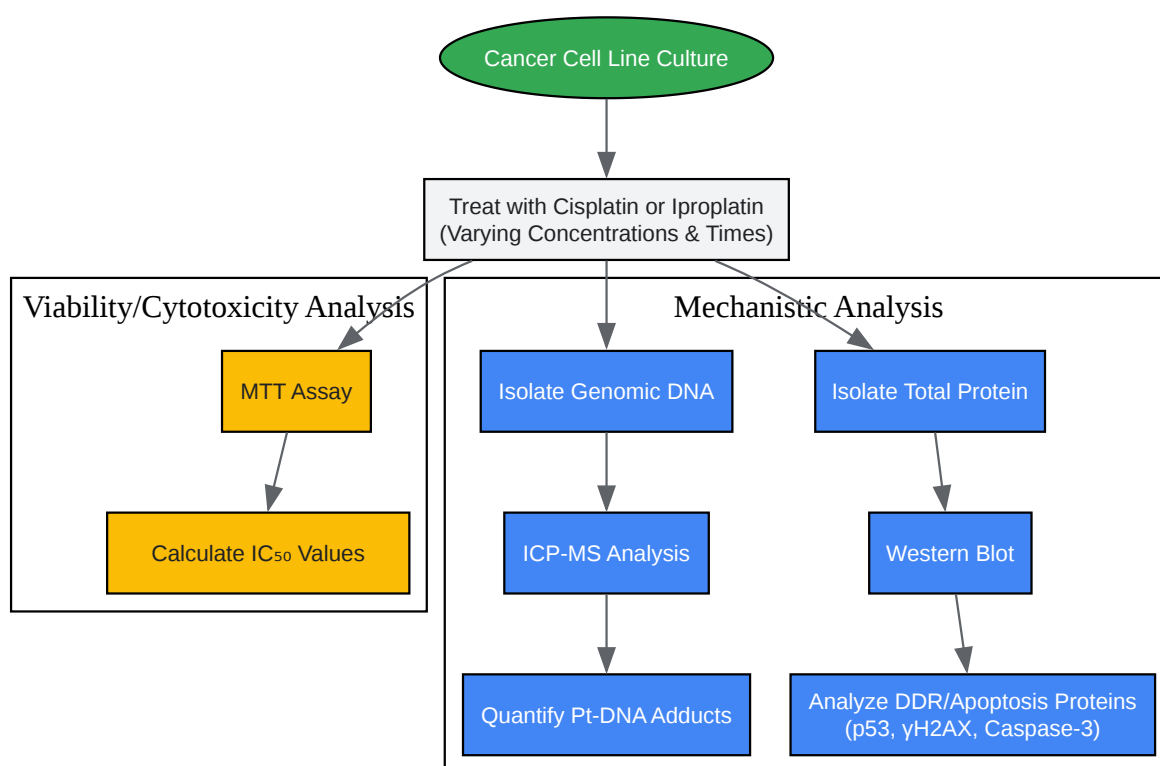 Cancer Cell Line Culture
Treat with Cisplatin or Iproplatin
(Varying Concentrations & Times)
Viability/Cytotoxicity Analysis
MTT Assay
Calculate IC₅₀ Values
Mechanistic Analysis
Isolate Genomic DNA
ICP-MS Analysis
Quantify Pt-DNA Adducts
Isolate Total Protein
Western Blot
Analyze DDR/Apoptosis Proteins
(p53, γH2AX, Caspase-3)